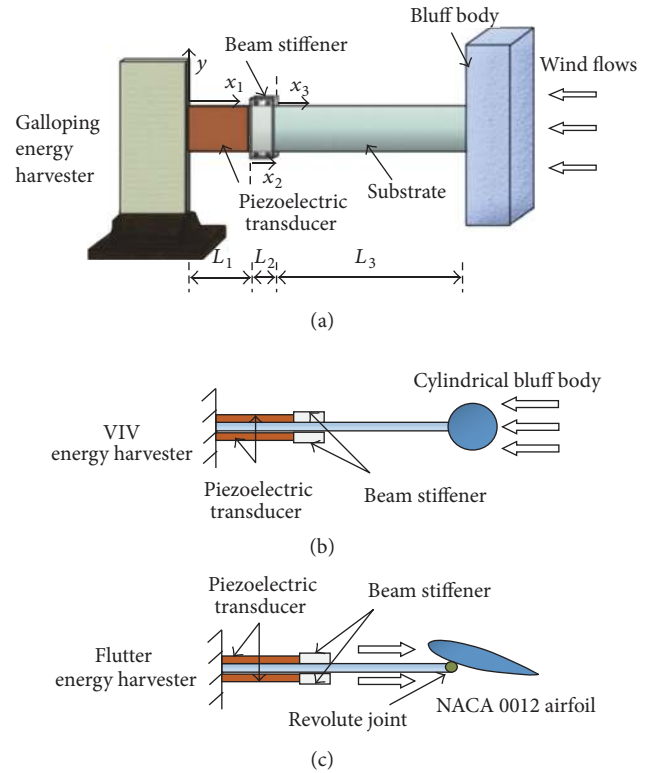 Bluff body
Beam stiffener
y
x1
x3
Wind flows
Galloping
energy
harvester
x2
Substrate
Piezoelectric
transducer
L1
L2
L3
(a)
Cylindrical bluff body
VIV
energy harvester
Piezoelectric
transducer
Beam stiffener
(b)
Piezoelectric
transducer
Beam stiffener
Flutter
energy harvester
NACA 0012 airfoil
Revolute joint
(c)